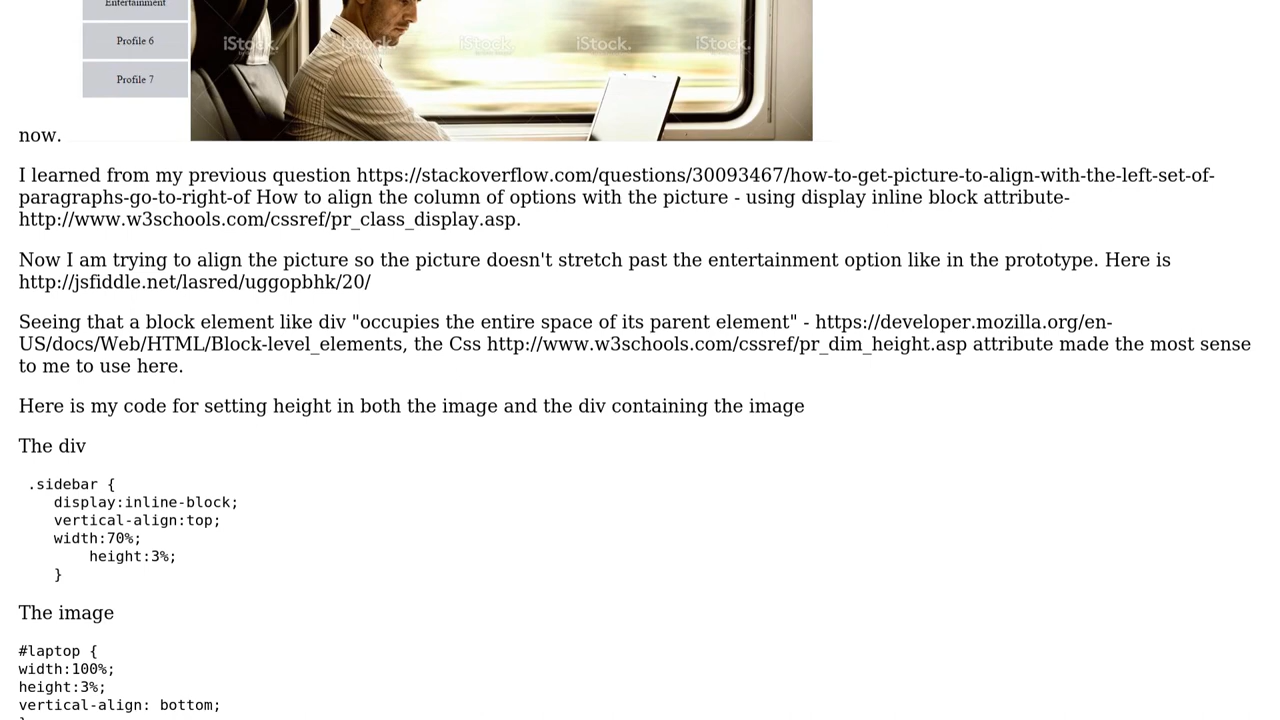 Entertainment
Profile 6
Profile 7
iStock. iStock. iStock. iStock. iStock.
now.
I learned from my previous question https://stackoverflow.com/questions/30093467/how-to-get-picture-to-align-with-the-left-set-of-
paragraphs-go-to-right-of How to align the column of options with the picture - using display inline block attribute-
http://www.w3schools.com/cssref/pr_class_display.asp.
Now I am trying to align the picture so the picture doesn't stretch past the entertainment option like in the prototype. Here is
http://jsfiddle.net/lasred/uggopbhk/20/
Seeing that a block element like div "occupies the entire space of its parent element" - https://developer.mozilla.org/en-
US/docs/Web/HTML/Block-level_elements, the Css http://www.w3schools.com/cssref/pr_dim_height.asp attribute made the most sense
to me to use here.
Here is my code for setting height in both the image and the div containing the image
The div
.sidebar {
display:inline-block;
vertical-align:top;
width:70%;
height:3%;
}
The image
#laptop {
width:100%;
height:3%;
vertical-align: bottom;